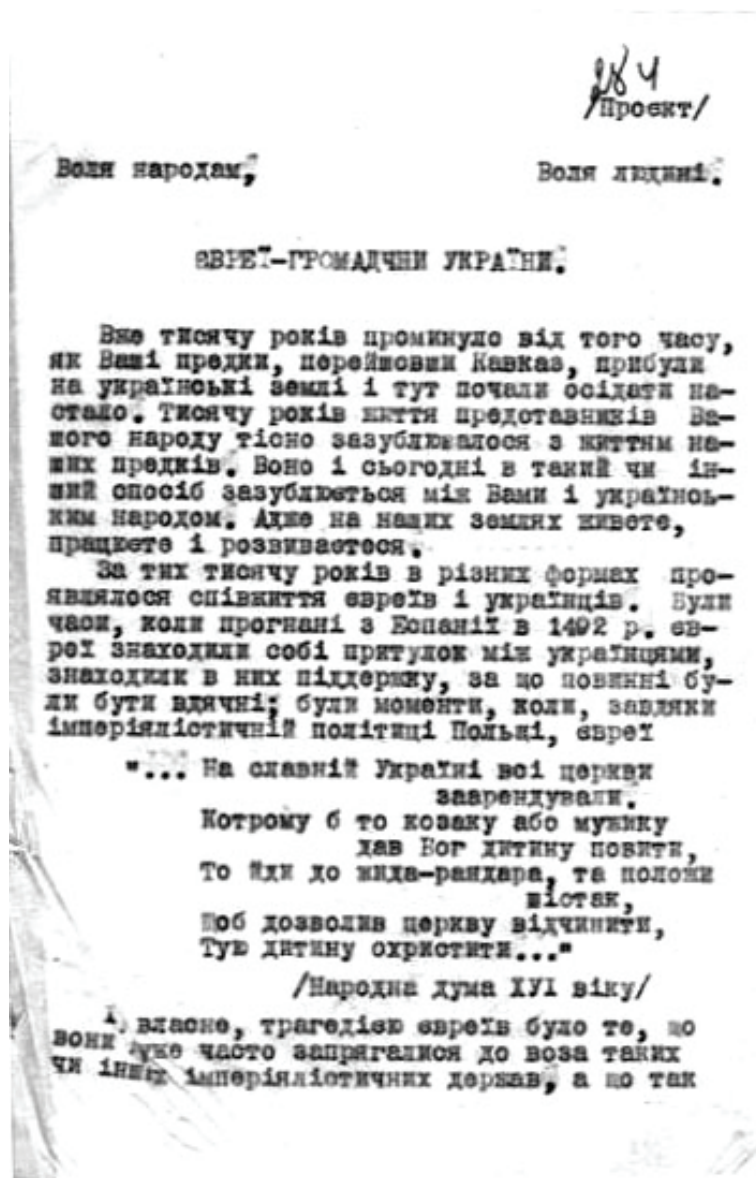 284
/Проєкт/
Воля народам, Воля людині.
ЄВРЕЇ-ГРОМАДЧНИ УКРАЇНИ.
Вже тисячу років проминуло від того часу,
як Ваші предки, перейшовши Кавказ, прибули
на українські землі і тут почали осідати на-
стало. Тисячу років життя представників Ва-
шого народу тісно зазублювалося з життям на-
ших предків. Воно і сьогодні в такий чи ін-
ший спосіб зазублюється між Вами і українсь-
ким народом. Адже на наших землях живете,
працюєте і розвиваєтеся.
За тих тисячу років в різних формах про-
являлося співжиття євреїв і українців. Були
часи, коли прогнані з Еспанії в 1492 р. єв-
реї знаходили собі притулок між українцями,
знаходили в них піддержку, за що повинні бу-
ли бути вдячні; були моменти, коли, завдяки
імперіялістичній політиці Польщі, євреї
"... На славній Україні всі церкви
заарендували.
Котрому б то козаку або мужику
дав Бог дитину повити,
То йди до жида-рандара, та положи
шістак,
Щоб дозволив церкву відчинити,
Тую дитину охристити..."
/Народна дума ХУІ віку/
І, власне, трагедією євреїв було те, що
вони дуже часто запрягалися до воза таких
чи інших імперіялістичних держав, а що так